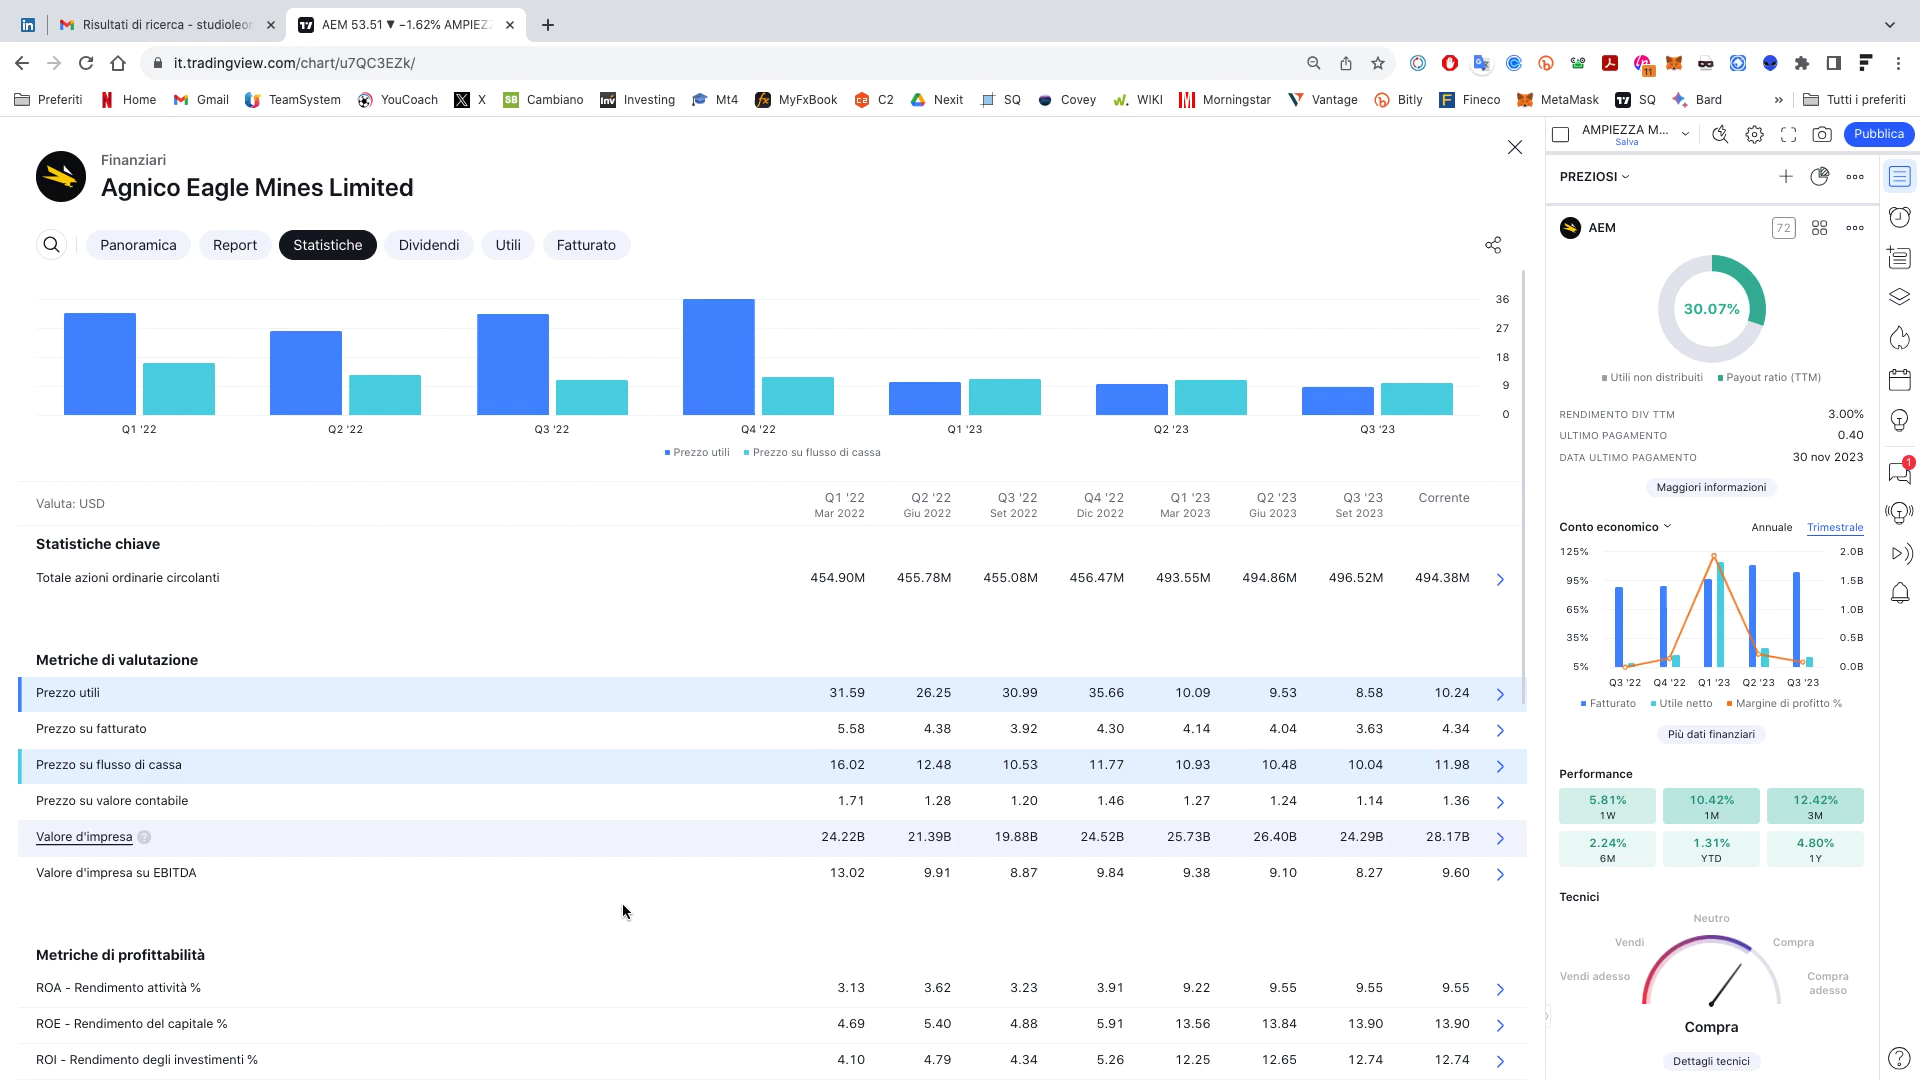 Risultati di ricerca - studioleon
AEM 53.51 ▼ −1.62% AMPIEZZ
it.tradingview.com/chart/u7QC3EZk/
11
Preferiti
Home
Gmail
TeamSystem
YouCoach
X
Cambiano
Investing
Mt4
MyFxBook
C2
Nexit
SQ
Covey
WIKI
Morningstar
Vantage
Bitly
Fineco
MetaMask
SQ
Bard
»
Tutti i preferiti
Finanziari
Agnico Eagle Mines Limited
Panoramica
Report
Statistiche
Dividendi
Utili
Fatturato
36
27
18
9
0
Q1 '22 Q2 '22 Q3 '22 Q4 '22 Q1 '23 Q2 '23 Q3 '23
Prezzo utili Prezzo su flusso di cassa
Valuta: USD
Q1 '22 Q2 '22 Q3 '22 Q4 '22 Q1 '23 Q2 '23 Q3 '23 Corrente
Mar 2022 Giu 2022 Set 2022 Dic 2022 Mar 2023 Giu 2023 Set 2023
Statistiche chiave
Totale azioni ordinarie circolanti 454.90M 455.78M 455.08M 456.47M 493.55M 494.86M 496.52M 494.38M
Metriche di valutazione
Prezzo utili 31.59 26.25 30.99 35.66 10.09 9.53 8.58 10.24
Prezzo su fatturato 5.58 4.38 3.92 4.30 4.14 4.04 3.63 4.34
Prezzo su flusso di cassa 16.02 12.48 10.53 11.77 10.93 10.48 10.04 11.98
Prezzo su valore contabile 1.71 1.28 1.20 1.46 1.27 1.24 1.14 1.36
Valore d'impresa ? 24.22B 21.39B 19.88B 24.52B 25.73B 26.40B 24.29B 28.17B
Valore d'impresa su EBITDA 13.02 9.91 8.87 9.84 9.38 9.10 8.27 9.60
Metriche di profittabilità
ROA - Rendimento attività % 3.13 3.62 3.23 3.91 9.22 9.55 9.55 9.55
ROE - Rendimento del capitale % 4.69 5.40 4.88 5.91 13.56 13.84 13.90 13.90
ROI - Rendimento degli investimenti % 4.10 4.79 4.34 5.26 12.25 12.65 12.74 12.74
AMPIEZZA M...
Salva
Pubblica
PREZIOSI
AEM
72
30.07%
Utili non distribuiti Payout ratio (TTM)
RENDIMENTO DIV TTM 3.00%
ULTIMO PAGAMENTO 0.40
DATA ULTIMO PAGAMENTO 30 nov 2023
Maggiori informazioni
Conto economico Annuale Trimestrale
125% 2.0B
95% 1.5B
65% 1.0B
35% 0.5B
5% 0.0B
Q3 '22 Q4 '22 Q1 '23 Q2 '23 Q3 '23
Fatturato Utile netto Margine di profitto %
Più dati finanziari
Performance
5.81% 10.42% 12.42%
1W 1M 3M
2.24% 1.31% 4.80%
6M YTD 1Y
Tecnici
Neutro
Vendi Compra
Vendi adesso Compra
adesso
Compra
Dettagli tecnici
1